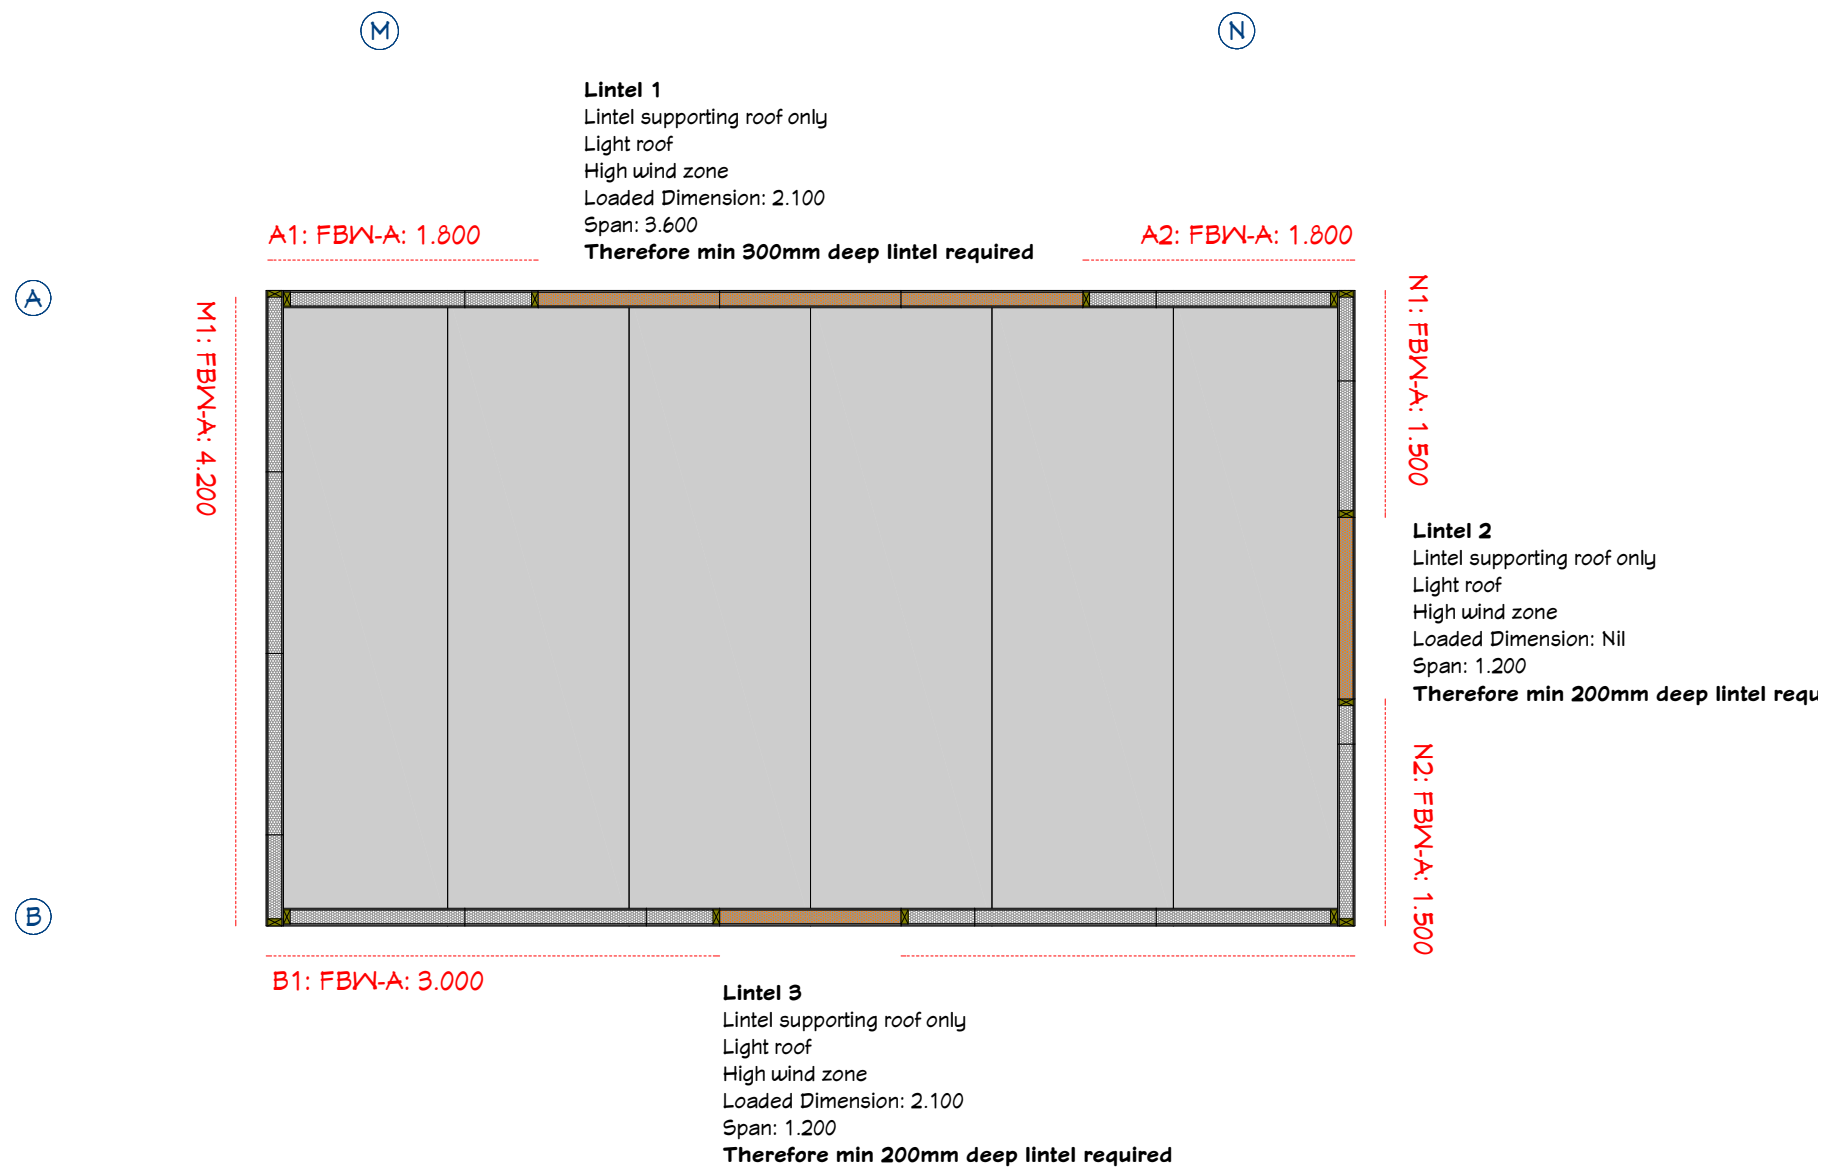 M
N
Lintel 1
Lintel supporting roof only
Light roof
High wind zone
Loaded Dimension: 2.100
Span: 3.600
Therefore min 300mm deep lintel required
A1: FBW-A: 1.800
A2: FBW-A: 1.800
A
M1: FBW-A: 4.200
N1: FBW-A: 1.500
Lintel 2
Lintel supporting roof only
Light roof
High wind zone
Loaded Dimension: Nil
Span: 1.200
Therefore min 200mm deep lintel requ
N2: FBW-A: 1.500
B
B1: FBW-A: 3.000
Lintel 3
Lintel supporting roof only
Light roof
High wind zone
Loaded Dimension: 2.100
Span: 1.200
Therefore min 200mm deep lintel required